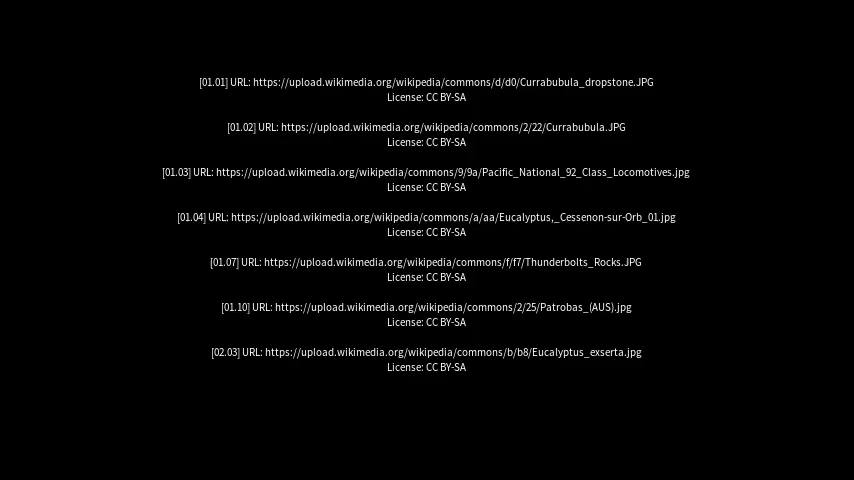 [01.01] URL: https://upload.wikimedia.org/wikipedia/commons/d/d0/Currabubula_dropstone.JPG
License: CC BY-SA
[01.02] URL: https://upload.wikimedia.org/wikipedia/commons/2/22/Currabubula.JPG
License: CC BY-SA
[01.03] URL: https://upload.wikimedia.org/wikipedia/commons/9/9a/Pacific_National_92_Class_Locomotives.jpg
License: CC BY-SA
[01.04] URL: https://upload.wikimedia.org/wikipedia/commons/a/aa/Eucalyptus,_Cessenon-sur-Orb_01.jpg
License: CC BY-SA
[01.07] URL: https://upload.wikimedia.org/wikipedia/commons/f/f7/Thunderbolts_Rocks.JPG
License: CC BY-SA
[01.10] URL: https://upload.wikimedia.org/wikipedia/commons/2/25/Patrobas_(AUS).jpg
License: CC BY-SA
[02.03] URL: https://upload.wikimedia.org/wikipedia/commons/b/b8/Eucalyptus_exserta.jpg
License: CC BY-SA